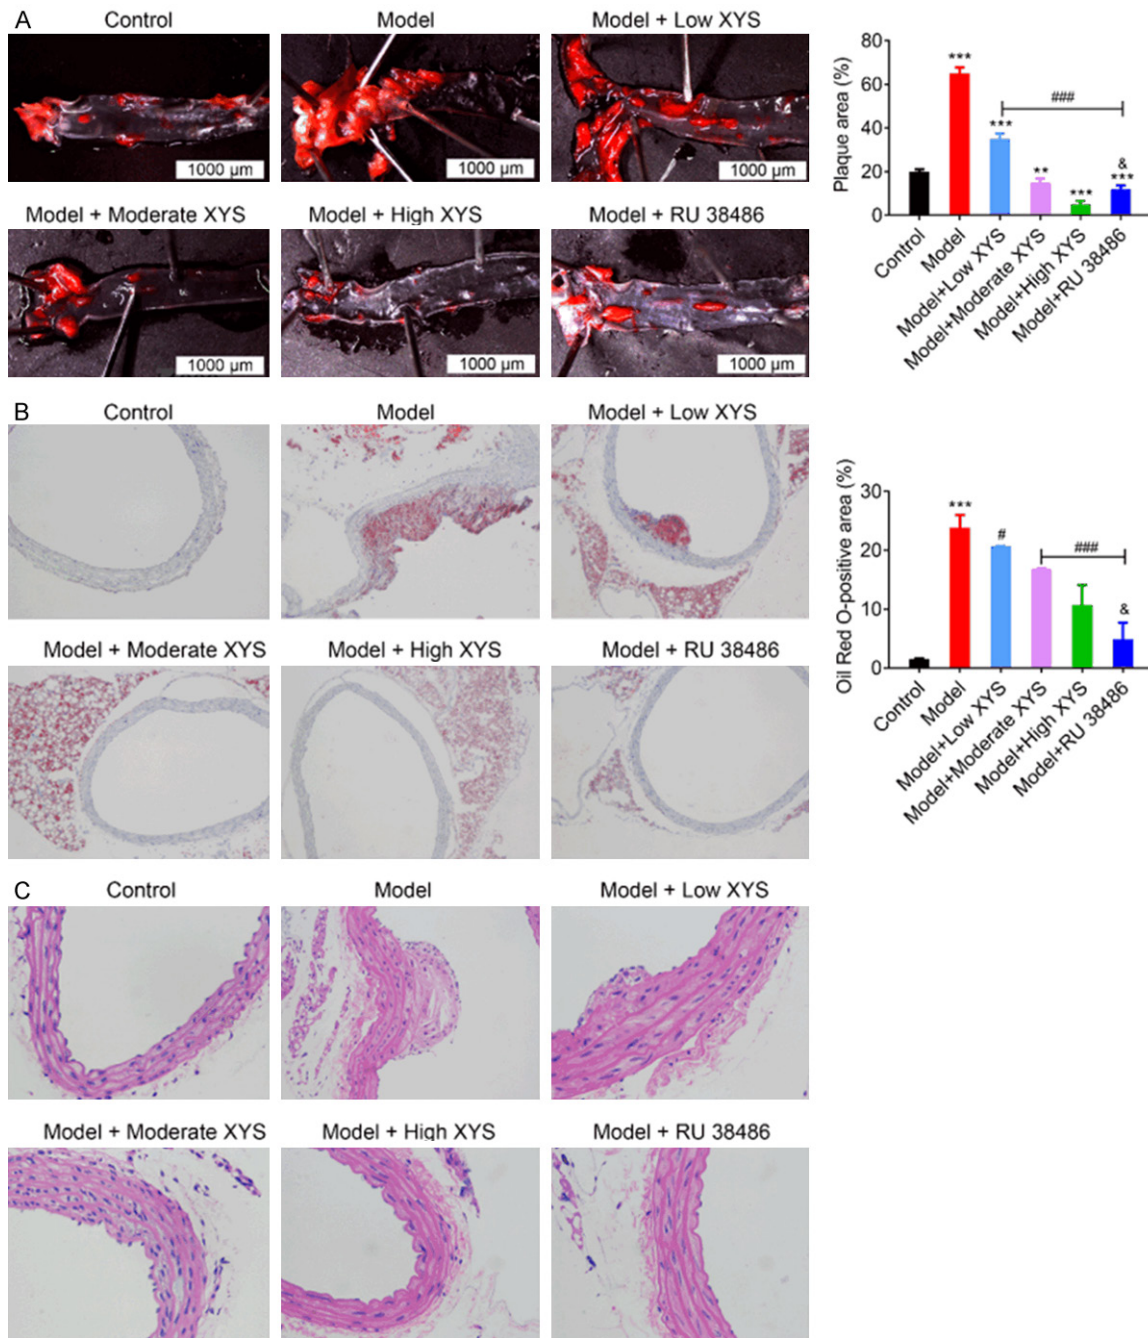 A
Control
Model
Model + Low XYS
1000 µm
1000 µm
1000 µm
Model + Moderate XYS
Model + High XYS
Model + RU 38486
1000 µm
1000 µm
1000 µm
Plaque area (%)
80
60
40
20
0
***
***
**
***
&
***
###
Control
Model
Model+Low XYS
Model+Moderate XYS
Model+High XYS
Model+RU 38486
B
Control
Model
Model + Low XYS
Model + Moderate XYS
Model + High XYS
Model + RU 38486
Oil Red O-positive area (%)
30
20
10
0
***
#
###
&
Control
Model
Model+Low XYS
Model+Moderate XYS
Model+High XYS
Model+RU 38486
C
Control
Model
Model + Low XYS
Model + Moderate XYS
Model + High XYS
Model + RU 38486